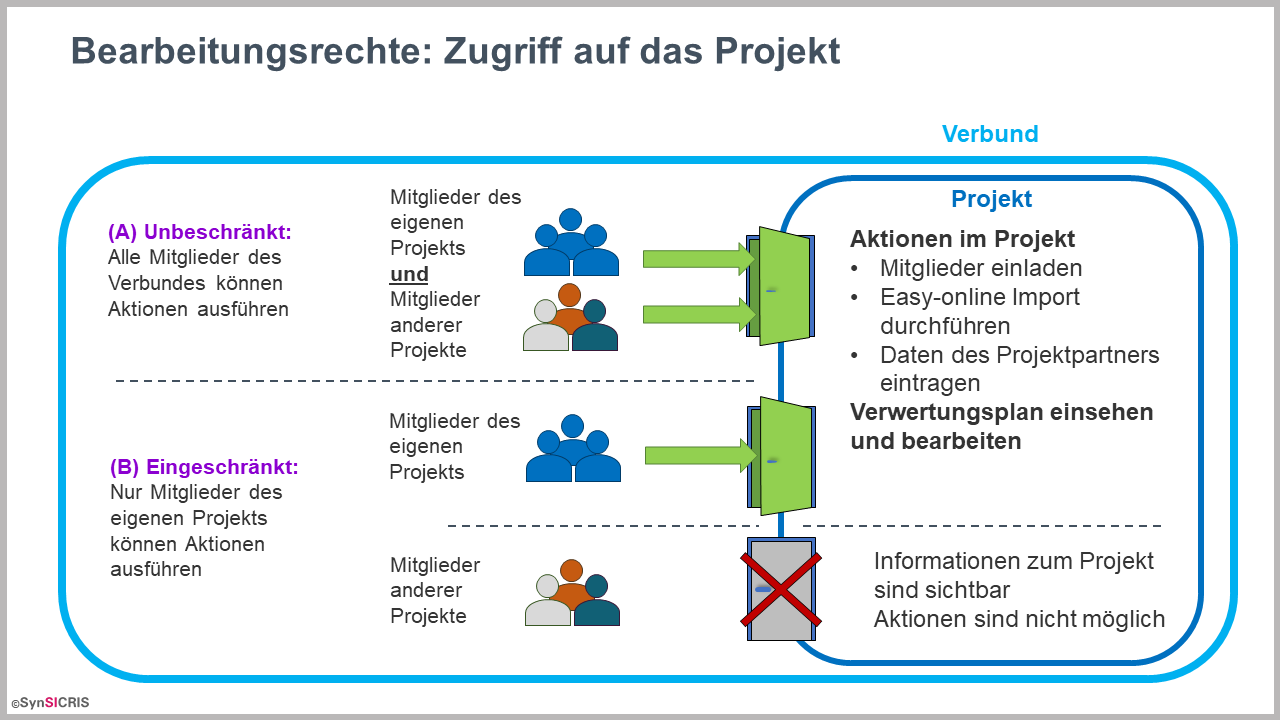 Bearbeitungsrechte: Zugriff auf das Projekt
Verbund
(A) Unbeschränkt:
Alle Mitglieder des
Verbundes können
Aktionen ausführen
Mitglieder des
eigenen
Projekts
und
Mitglieder
anderer
Projekte
Projekt
Aktionen im Projekt
• Mitglieder einladen
• Easy-online Import
durchführen
• Daten des Projektpartners
eintragen
Verwertungsplan einsehen
und bearbeiten
(B) Eingeschränkt:
Nur Mitglieder des
eigenen Projekts
können Aktionen
ausführen
Mitglieder des
eigenen
Projekts
Mitglieder
anderer
Projekte
Informationen zum Projekt
sind sichtbar
Aktionen sind nicht möglich
©SynSICRIS